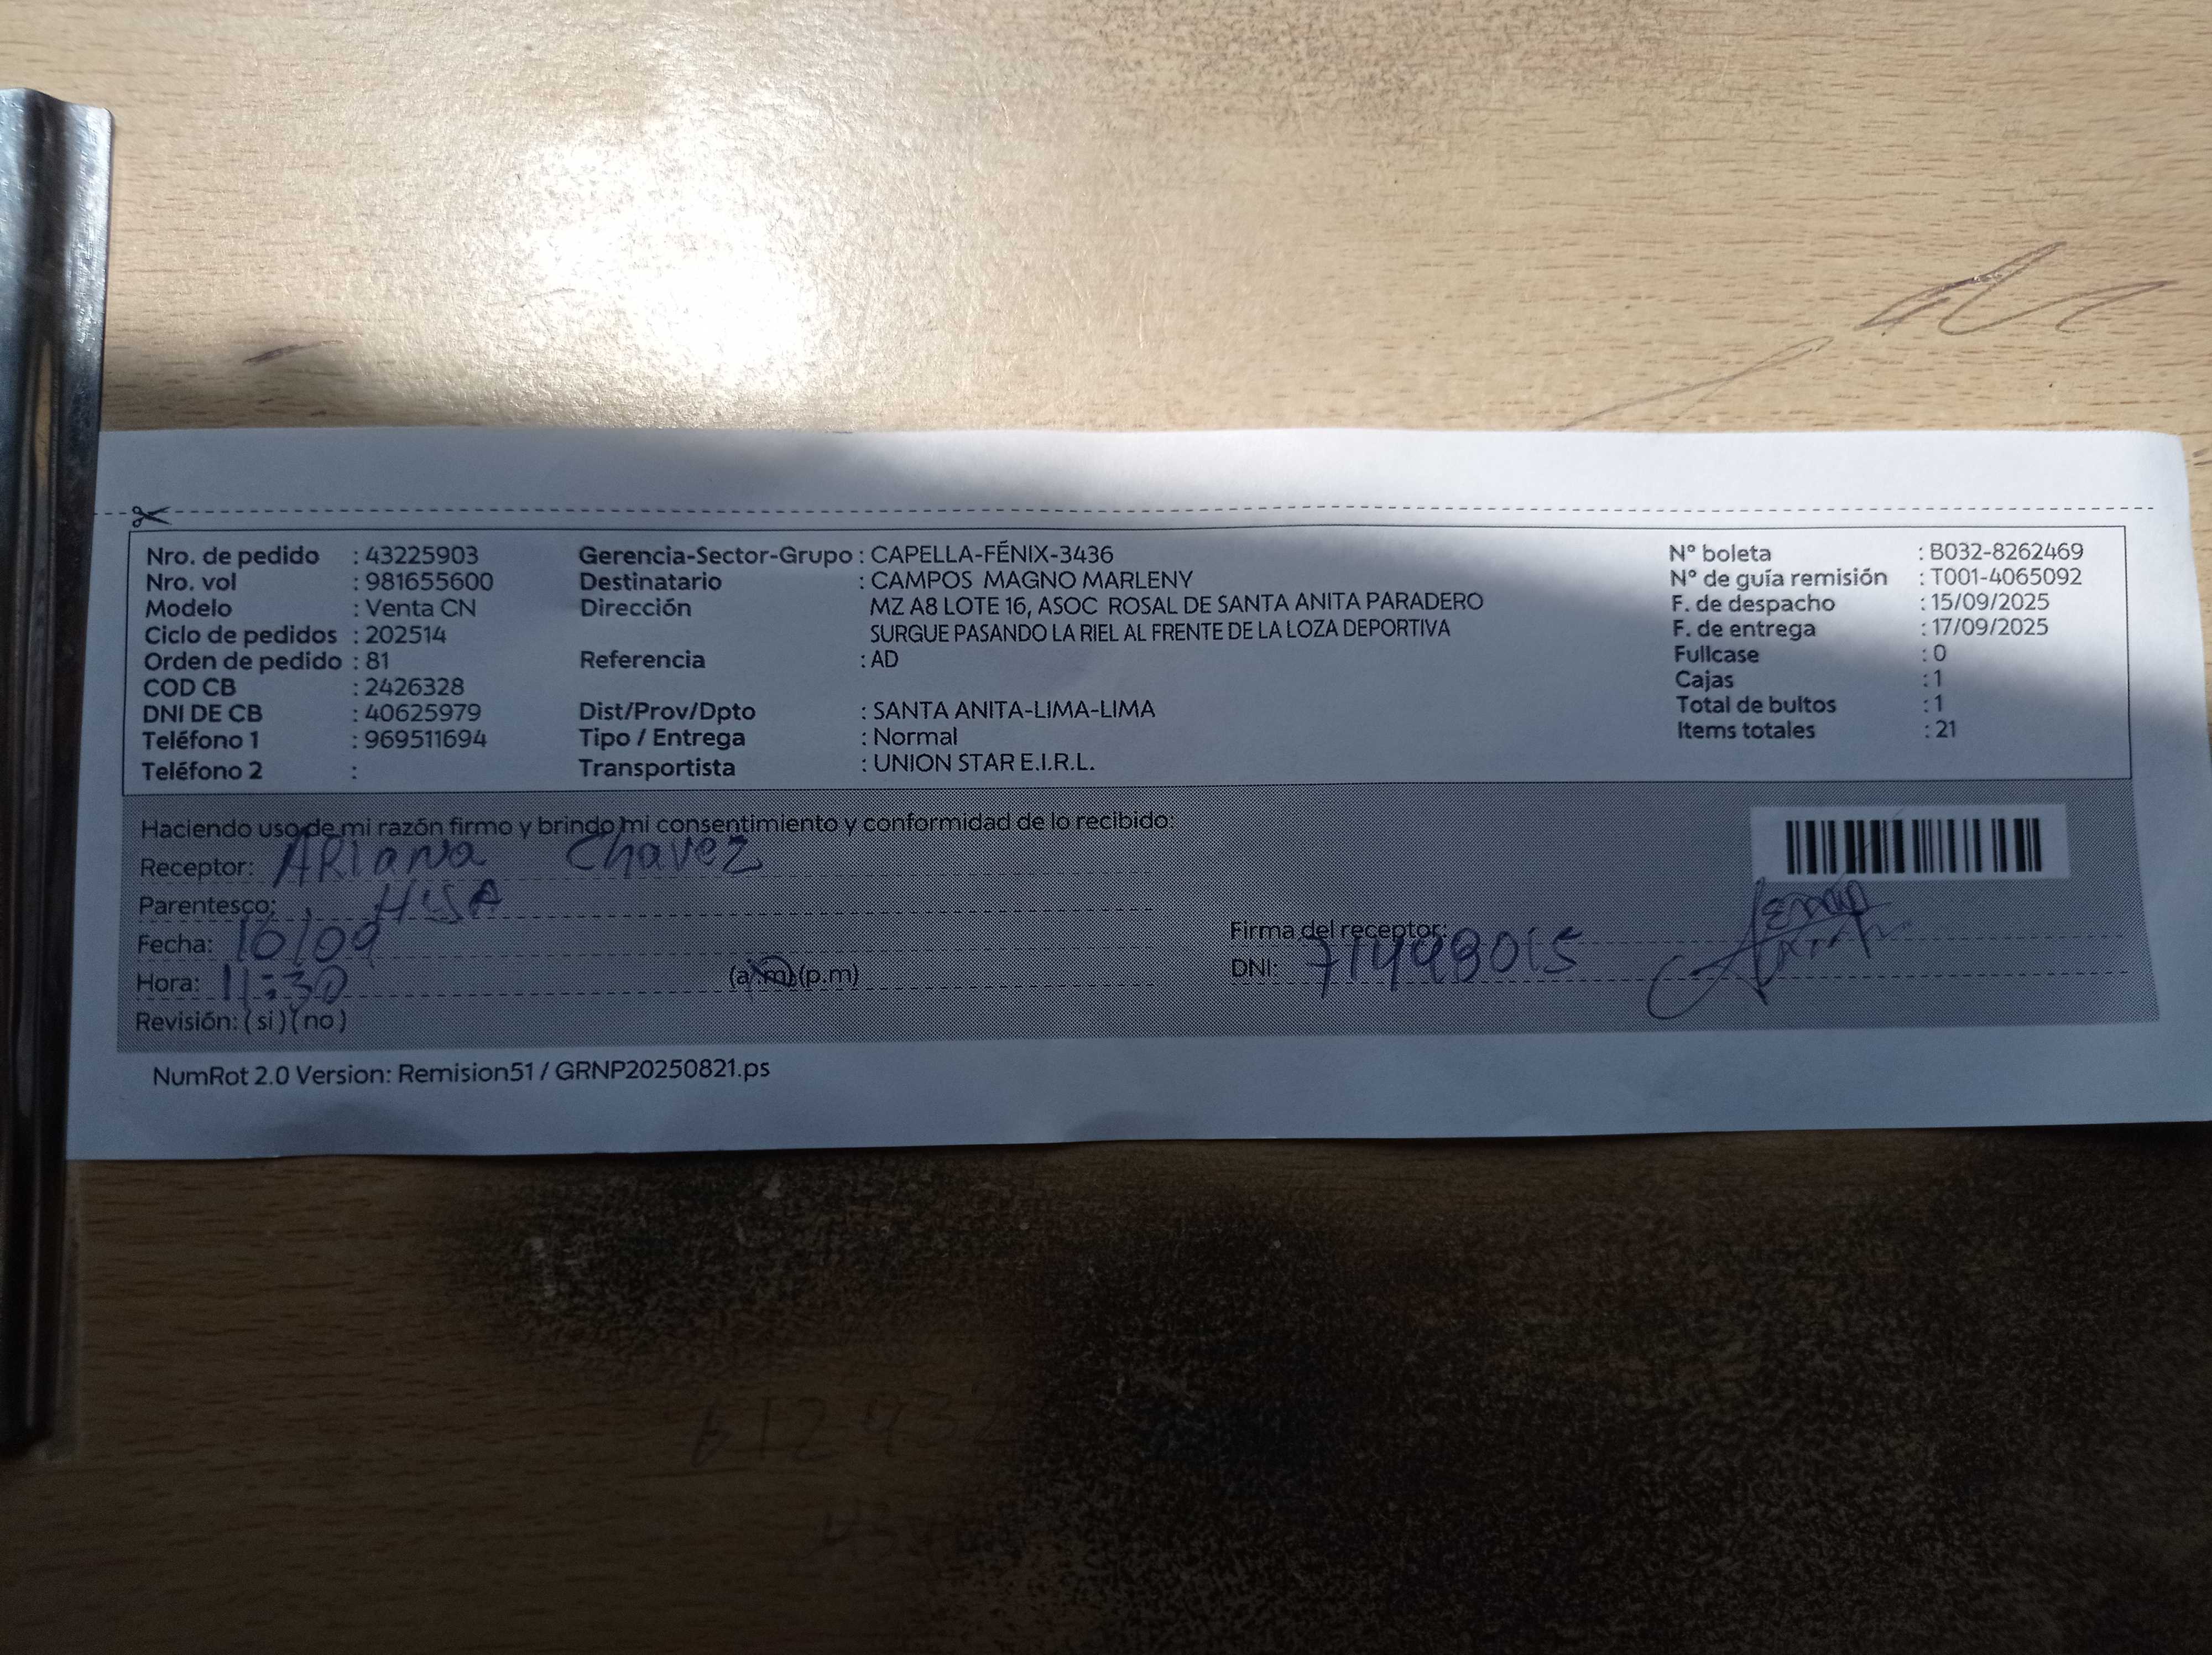 Nro. de pedido : 43225903
Nro. vol : 981655600
Modelo : Venta CN
Ciclo de pedidos : 202514
Orden de pedido : 81
COD CB : 2426328
DNI DE CB : 40625979
Teléfono 1 : 969511694
Teléfono 2 :
Gerencia-Sector-Grupo : CAPELLA-FÉNIX-3436
Destinatario : CAMPOS MAGNO MARLENY
Dirección MZ A8 LOTE 16, ASOC ROSAL DE SANTA ANITA PARADERO
SURGUE PASANDO LA RIEL AL FRENTE DE LA LOZA DEPORTIVA
Referencia : AD
Dist/Prov/Dpto : SANTA ANITA-LIMA-LIMA
Tipo / Entrega : Normal
Transportista : UNION STAR E.I.R.L.
N° boleta : B032-8262469
N° de guía remisión : T001-4065092
F. de despacho : 15/09/2025
F. de entrega : 17/09/2025
Fullcase : 0
Cajas : 1
Total de bultos : 1
Items totales : 21
Haciendo uso de mi razón firmo y brindo mi consentimiento y conformidad de lo recibido:
Receptor: ARIANA Chavez
Parentesco: HIJA
Fecha: 16/09
Hora: 11:30 (a.m)(p.m)
Revisión: (si)(no)
Firma del receptor:
DNI: 71498015
NumRot 2.0 Version: Remision51 / GRNP20250821.ps